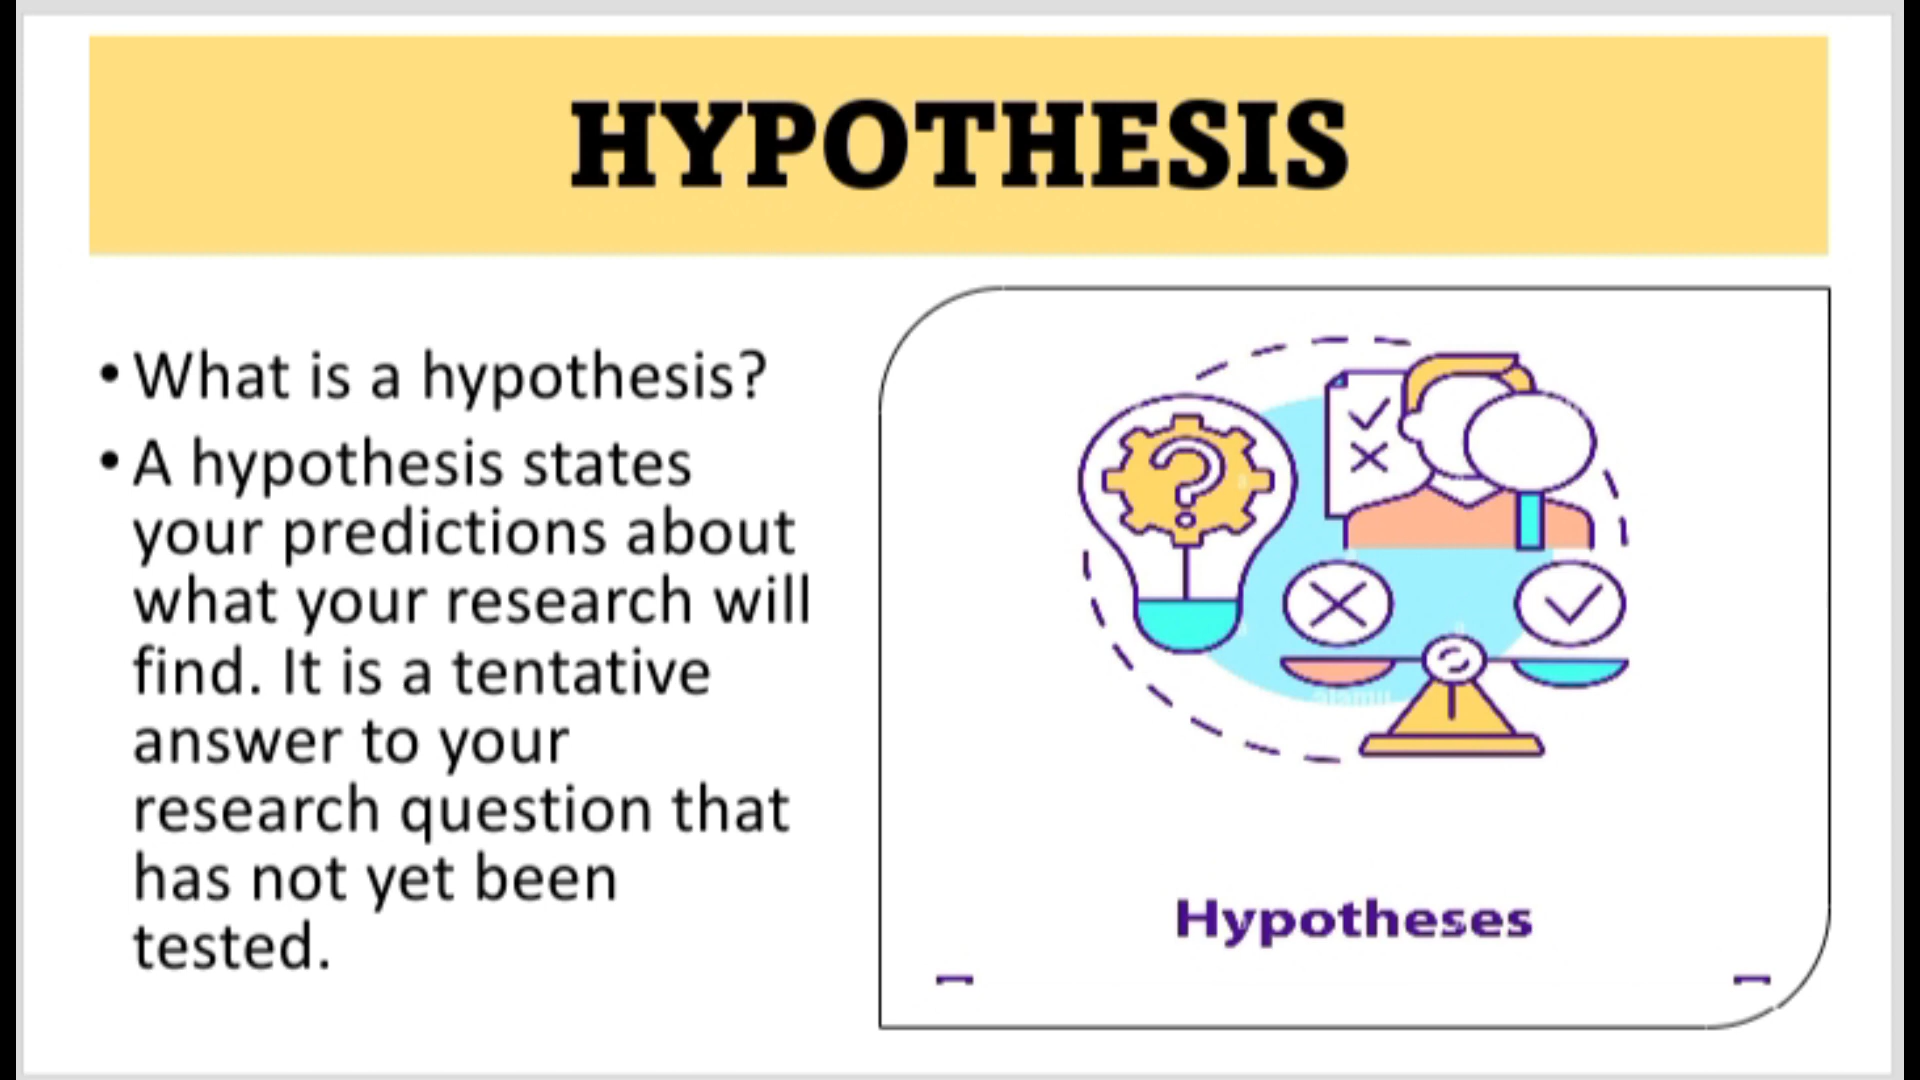 HYPOTHESIS
• What is a hypothesis?
• A hypothesis states
your predictions about
what your research will
find. It is a tentative
answer to your
research question that
has not yet been
tested.
?
Hypotheses